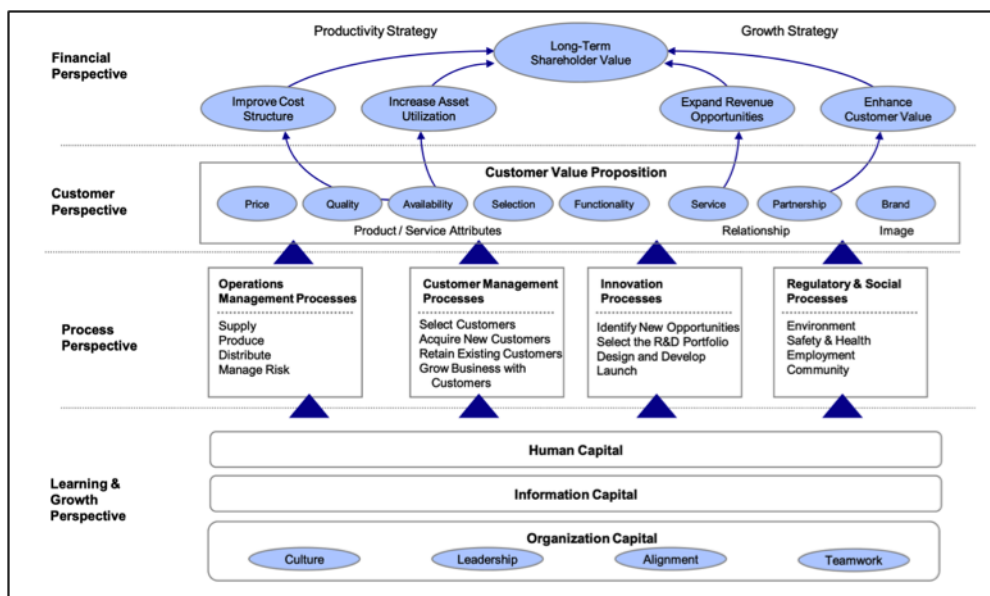 Productivity Strategy
Growth Strategy
Long-Term
Shareholder Value
Financial
Perspective
Improve Cost
Structure
Increase Asset
Utilization
Expand Revenue
Opportunities
Enhance
Customer Value
Customer
Perspective
Customer Value Proposition
Price
Quality
Availability
Selection
Functionality
Service
Partnership
Brand
Product / Service Attributes
Relationship
Image
Process
Perspective
Operations
Management Processes
Supply
Produce
Distribute
Manage Risk
Customer Management
Processes
Select Customers
Acquire New Customers
Retain Existing Customers
Grow Business with
Customers
Innovation
Processes
Identify New Opportunities
Select the R&D Portfolio
Design and Develop
Launch
Regulatory & Social
Processes
Environment
Safety & Health
Employment
Community
Learning &
Growth
Perspective
Human Capital
Information Capital
Organization Capital
Culture
Leadership
Alignment
Teamwork